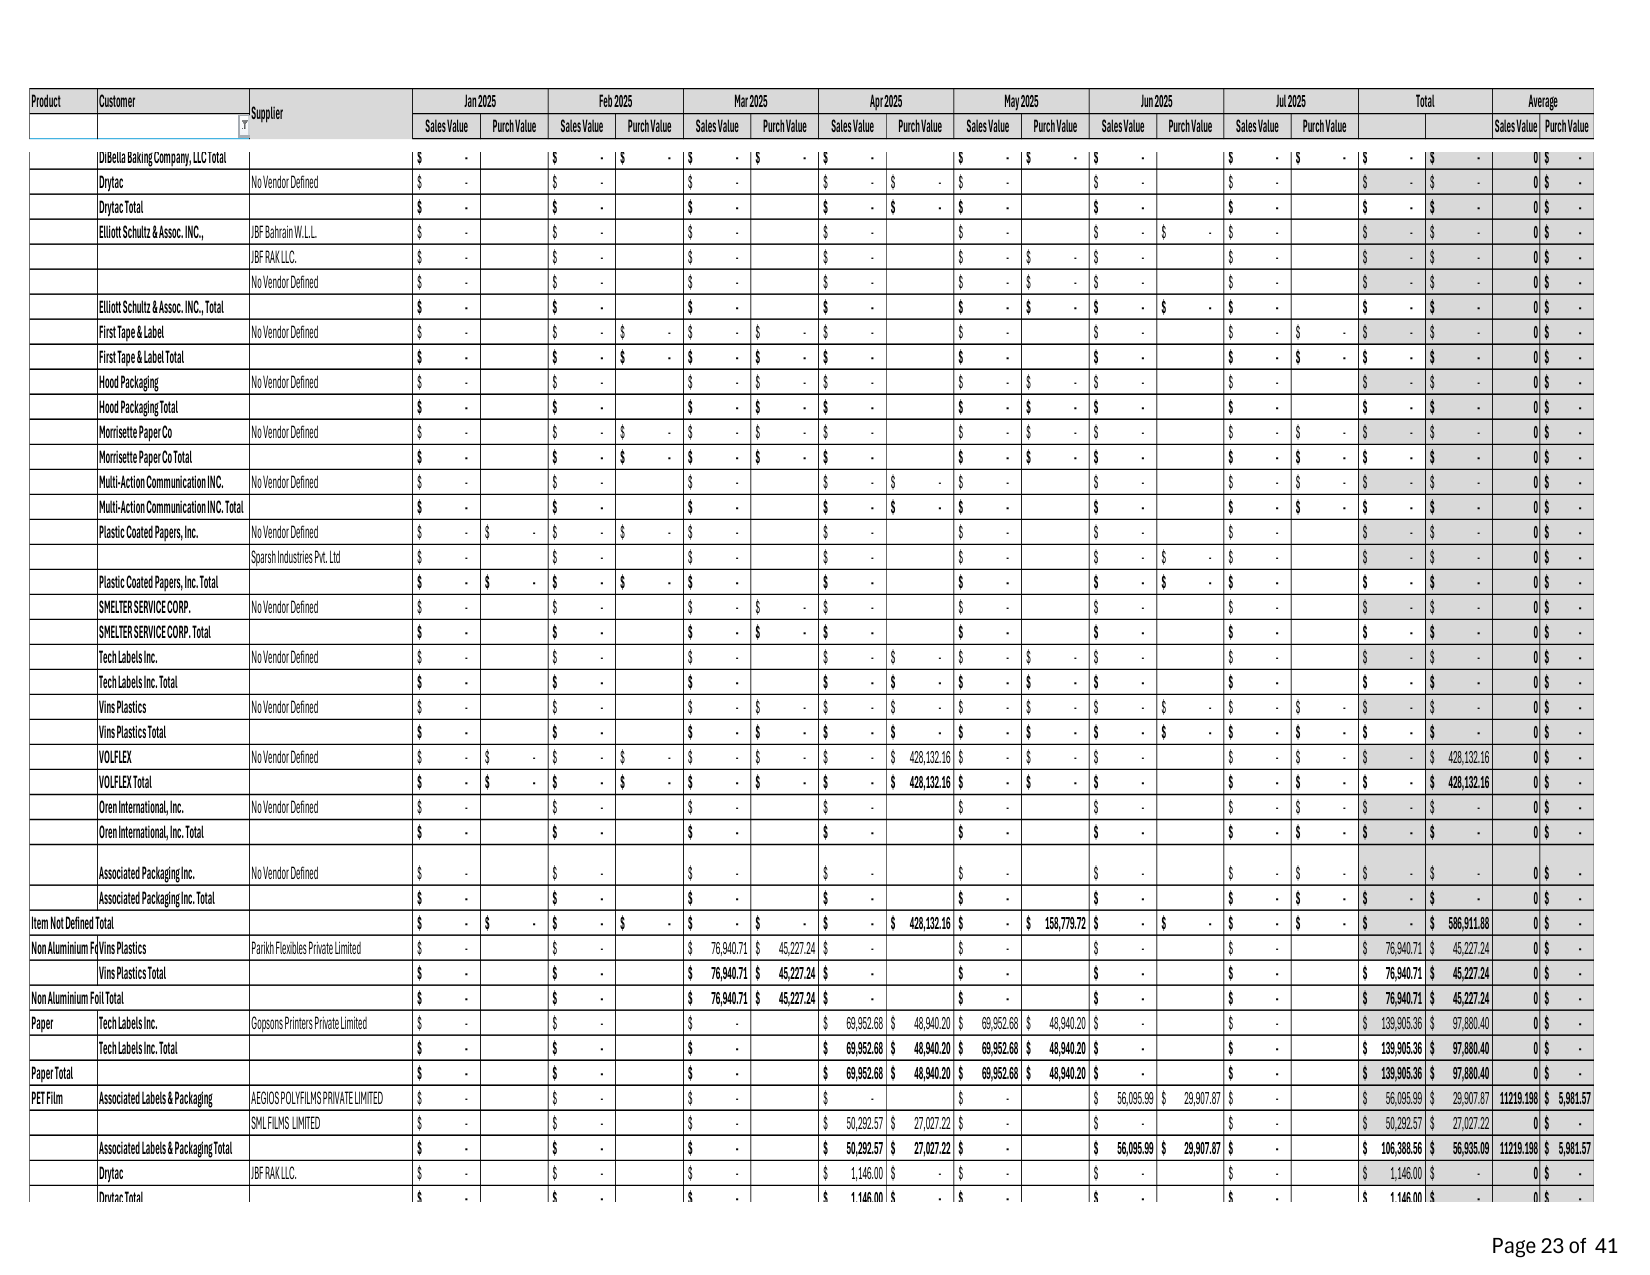 Product Customer Supplier Jan 2025 Feb 2025 Mar 2025 Apr 2025 May 2025 Jun 2025 Jul 2025 Total Average
Sales Value Purch Value Sales Value Purch Value Sales Value Purch Value Sales Value Purch Value Sales Value Purch Value Sales Value Purch Value Sales Value Purch Value Sales Value Purch Value
DiBella Baking Company, LLC Total $ - $ - $ - $ - $ - $ - $ - $ - $ - $ - $ - $ - $ - 0 $ -
Drytac No Vendor Defined $ - $ - $ - $ - $ - $ - $ - $ - $ - $ - 0 $ -
Drytac Total $ - $ - $ - $ - $ - $ - $ - $ - $ - $ - 0 $ -
Elliott Schultz & Assoc. INC., JBF Bahrain W.L.L. $ - $ - $ - $ - $ - $ - $ - $ - $ - $ - 0 $ -
JBF RAK LLC. $ - $ - $ - $ - $ - $ - $ - $ - $ - $ - 0 $ -
No Vendor Defined $ - $ - $ - $ - $ - $ - $ - $ - $ - $ - 0 $ -
Elliott Schultz & Assoc. INC., Total $ - $ - $ - $ - $ - $ - $ - $ - $ - $ - $ - 0 $ -
First Tape & Label No Vendor Defined $ - $ - $ - $ - $ - $ - $ - $ - $ - $ - $ - $ - 0 $ -
First Tape & Label Total $ - $ - $ - $ - $ - $ - $ - $ - $ - $ - $ - $ - 0 $ -
Hood Packaging No Vendor Defined $ - $ - $ - $ - $ - $ - $ - $ - $ - $ - $ - 0 $ -
Hood Packaging Total $ - $ - $ - $ - $ - $ - $ - $ - $ - $ - $ - 0 $ -
Morrisette Paper Co No Vendor Defined $ - $ - $ - $ - $ - $ - $ - $ - $ - $ - $ - $ - $ - 0 $ -
Morrisette Paper Co Total $ - $ - $ - $ - $ - $ - $ - $ - $ - $ - $ - $ - $ - 0 $ -
Multi-Action Communication INC. No Vendor Defined $ - $ - $ - $ - $ - $ - $ - $ - $ - $ - $ - 0 $ -
Multi-Action Communication INC. Total $ - $ - $ - $ - $ - $ - $ - $ - $ - $ - $ - 0 $ -
Plastic Coated Papers, Inc. No Vendor Defined $ - $ - $ - $ - $ - $ - $ - $ - $ - $ - $ - 0 $ -
Sparsh Industries Pvt. Ltd $ - $ - $ - $ - $ - $ - $ - $ - $ - $ - 0 $ -
Plastic Coated Papers, Inc. Total $ - $ - $ - $ - $ - $ - $ - $ - $ - $ - $ - $ - 0 $ -
SMELTER SERVICE CORP. No Vendor Defined $ - $ - $ - $ - $ - $ - $ - $ - $ - $ - 0 $ -
SMELTER SERVICE CORP. Total $ - $ - $ - $ - $ - $ - $ - $ - $ - $ - 0 $ -
Tech Labels Inc. No Vendor Defined $ - $ - $ - $ - $ - $ - $ - $ - $ - $ - $ - 0 $ -
Tech Labels Inc. Total $ - $ - $ - $ - $ - $ - $ - $ - $ - $ - $ - 0 $ -
Vins Plastics No Vendor Defined $ - $ - $ - $ - $ - $ - $ - $ - $ - $ - $ - $ - $ - $ - 0 $ -
Vins Plastics Total $ - $ - $ - $ - $ - $ - $ - $ - $ - $ - $ - $ - $ - $ - 0 $ -
VOLFLEX No Vendor Defined $ - $ - $ - $ - $ - $ - $ - $ 428,132.16 $ - $ - $ - $ - $ - $ 428,132.16 0 $ -
VOLFLEX Total $ - $ - $ - $ - $ - $ - $ - $ 428,132.16 $ - $ - $ - $ - $ - $ 428,132.16 0 $ -
Oren International, Inc. No Vendor Defined $ - $ - $ - $ - $ - $ - $ - $ - $ - $ - 0 $ -
Oren International, Inc. Total $ - $ - $ - $ - $ - $ - $ - $ - $ - $ - 0 $ -
Associated Packaging Inc. No Vendor Defined $ - $ - $ - $ - $ - $ - $ - $ - $ - $ - 0 $ -
Associated Packaging Inc. Total $ - $ - $ - $ - $ - $ - $ - $ - $ - $ - 0 $ -
Item Not Defined Total $ - $ - $ - $ - $ - $ - $ - $ 428,132.16 $ - $ 158,779.72 $ - $ - $ - $ - $ - $ 586,911.88 0 $ -
Non Aluminium Fo Vins Plastics Parikh Flexibles Private Limited $ - $ - $ 76,940.71 $ 45,227.24 $ - $ - $ - $ - $ 76,940.71 $ 45,227.24 0 $ -
Vins Plastics Total $ - $ - $ 76,940.71 $ 45,227.24 $ - $ - $ - $ - $ 76,940.71 $ 45,227.24 0 $ -
Non Aluminium Foil Total $ - $ - $ 76,940.71 $ 45,227.24 $ - $ - $ - $ - $ 76,940.71 $ 45,227.24 0 $ -
Paper Tech Labels Inc. Gopsons Printers Private Limited $ - $ - $ - $ 69,952.68 $ 48,940.20 $ 69,952.68 $ 48,940.20 $ - $ - $ 139,905.36 $ 97,880.40 0 $ -
Tech Labels Inc. Total $ - $ - $ - $ 69,952.68 $ 48,940.20 $ 69,952.68 $ 48,940.20 $ - $ - $ 139,905.36 $ 97,880.40 0 $ -
Paper Total $ - $ - $ - $ 69,952.68 $ 48,940.20 $ 69,952.68 $ 48,940.20 $ - $ - $ 139,905.36 $ 97,880.40 0 $ -
PET Film Associated Labels & Packaging AEGIOS POLYFILMS PRIVATE LIMITED $ - $ - $ - $ - $ - $ 56,095.99 $ 29,907.87 $ - $ 56,095.99 $ 29,907.87 11219.198 $ 5,981.57
SML FILMS LIMITED $ - $ - $ - $ 50,292.57 $ 27,027.22 $ - $ - $ - $ 50,292.57 $ 27,027.22 0 $ -
Associated Labels & Packaging Total $ - $ - $ - $ 50,292.57 $ 27,027.22 $ - $ 56,095.99 $ 29,907.87 $ - $ 106,388.56 $ 56,935.09 11219.198 $ 5,981.57
Drytac JBF RAK LLC. $ - $ - $ - $ 1,146.00 $ - $ - $ - $ - $ 1,146.00 $ - 0 $ -
Drytac Total $ - $ - $ - $ 1,146.00 $ - $ - $ - $ - $ 1,146.00 $ - 0 $ -
Page 23 of 41